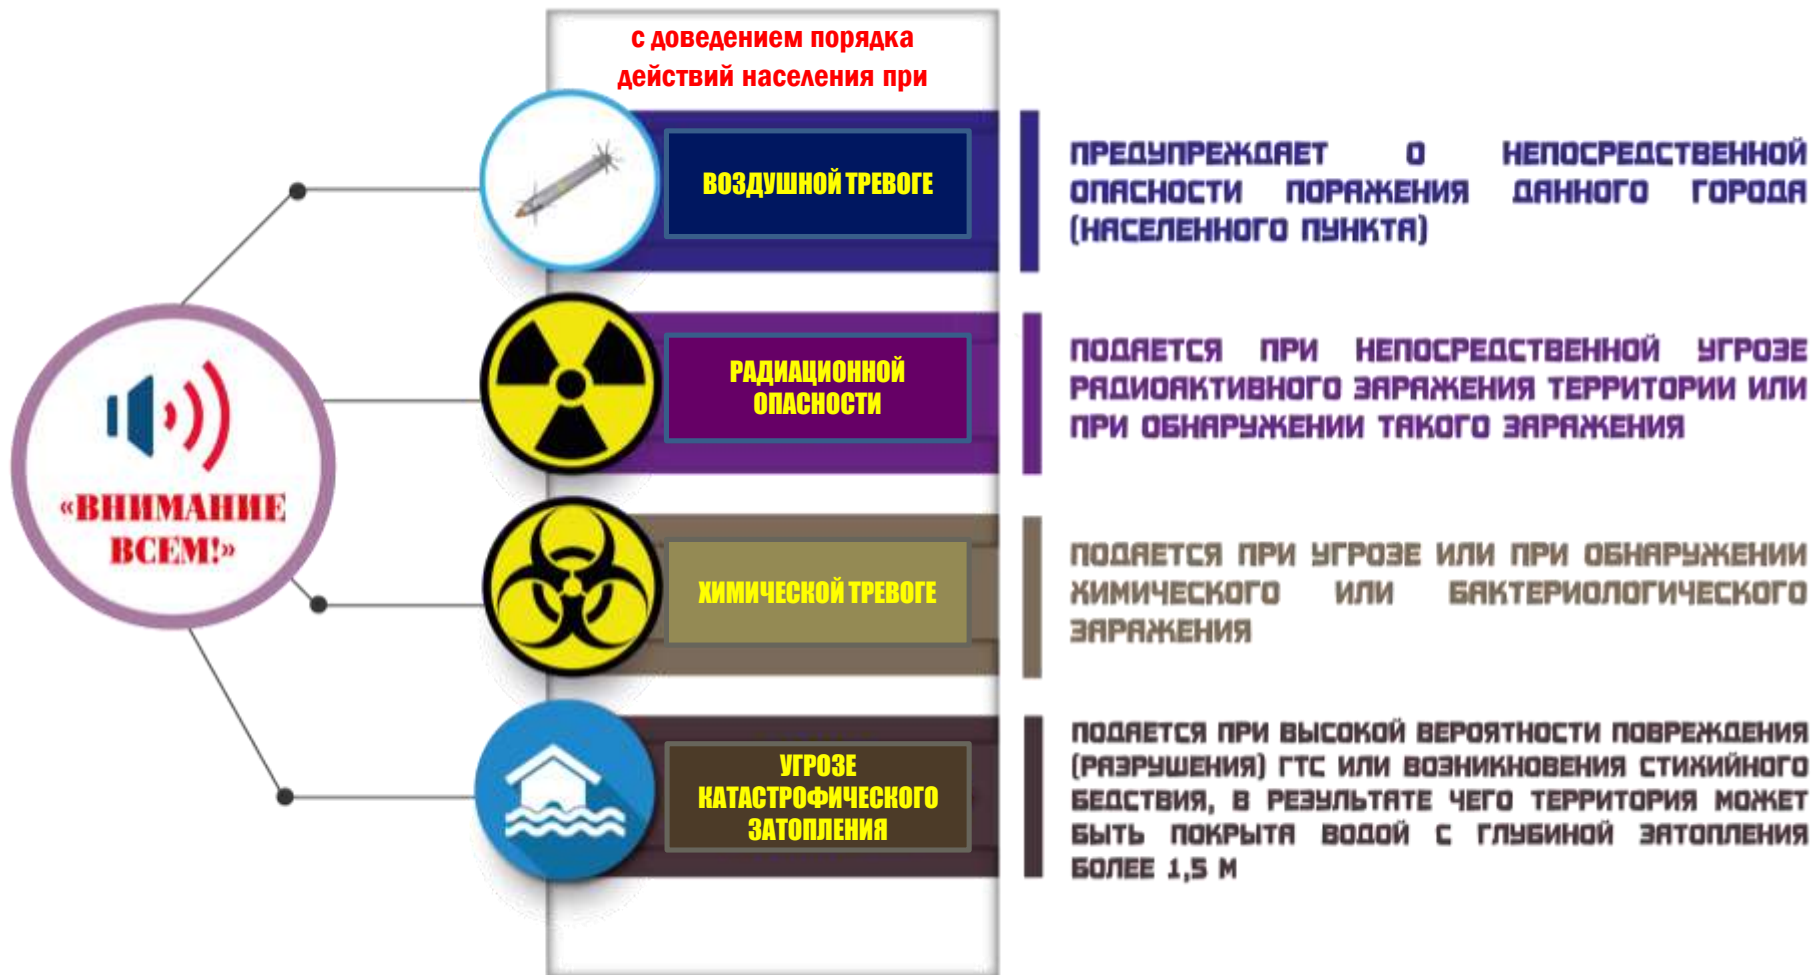 с доведением порядка
действий населения при
«ВНИМАНИЕ
ВСЕМ!»
ВОЗДУШНОЙ ТРЕВОГЕ
ПРЕДУПРЕЖДАЕТ О НЕПОСРЕДСТВЕННОЙ
ОПАСНОСТИ ПОРАЖЕНИЯ ДАННОГО ГОРОДА
(НАСЕЛЕННОГО ПУНКТА)
РАДИАЦИОННОЙ
ОПАСНОСТИ
ПОДАЕТСЯ ПРИ НЕПОСРЕДСТВЕННОЙ УГРОЗЕ
РАДИОАКТИВНОГО ЗАРАЖЕНИЯ ТЕРРИТОРИИ ИЛИ
ПРИ ОБНАРУЖЕНИИ ТАКОГО ЗАРАЖЕНИЯ
ХИМИЧЕСКОЙ ТРЕВОГЕ
ПОДАЕТСЯ ПРИ УГРОЗЕ ИЛИ ПРИ ОБНАРУЖЕНИИ
ХИМИЧЕСКОГО ИЛИ БАКТЕРИОЛОГИЧЕСКОГО
ЗАРАЖЕНИЯ
УГРОЗЕ
КАТАСТРОФИЧЕСКОГО
ЗАТОПЛЕНИЯ
ПОДАЕТСЯ ПРИ ВЫСОКОЙ ВЕРОЯТНОСТИ ПОВРЕЖДЕНИЯ
(РАЗРУШЕНИЯ) ГТС ИЛИ ВОЗНИКНОВЕНИЯ СТИХИЙНОГО
БЕДСТВИЯ, В РЕЗУЛЬТАТЕ ЧЕГО ТЕРРИТОРИЯ МОЖЕТ
БЫТЬ ПОКРЫТА ВОДОЙ С ГЛУБИНОЙ ЗАТОПЛЕНИЯ
БОЛЕЕ 1,5 М